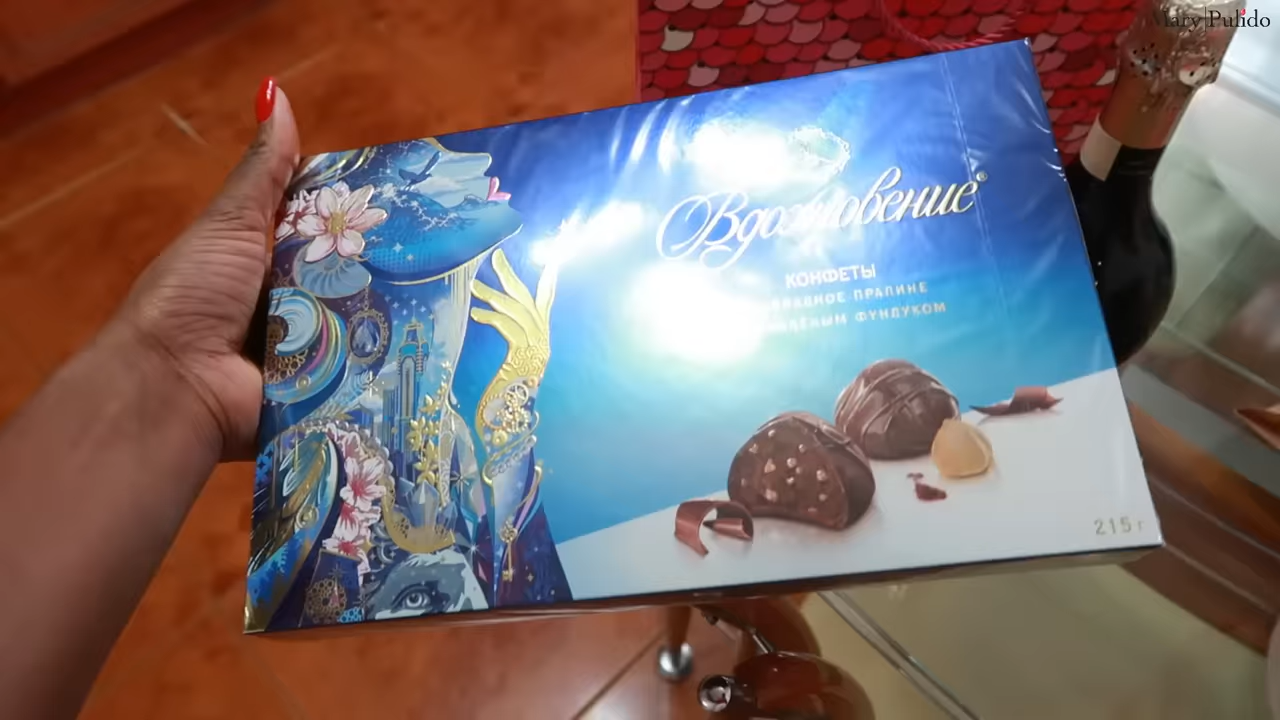 Mary|Pulido
Вдохновение®
КОНФЕТЫ
ПРАЛИНЕ
ФУНДУКОМ
215 г